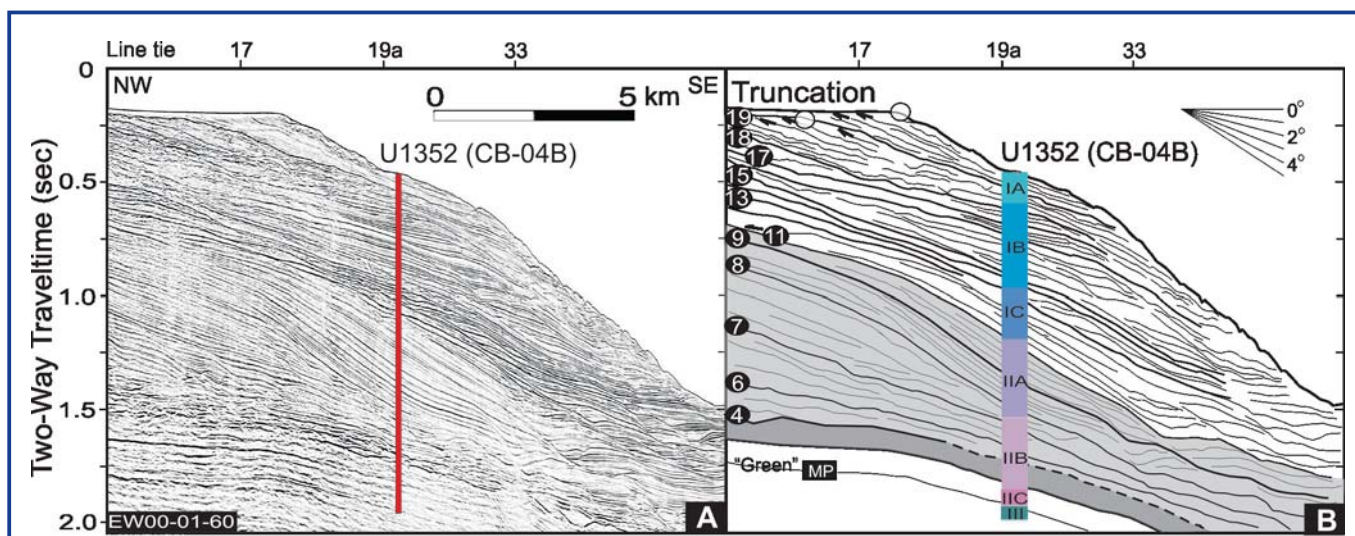 Line tie 17 19a 33
17 19a 33
0
NW
SE
0 5 km
U1352 (CB-04B)
0.5
1.0
1.5
2.0
Two-Way Traveltime (sec)
EW00-01-60
A
Truncation
0°
2°
4°
U1352 (CB-04B)
19
18
17
15
13
11
9
8
7
6
4
"Green" MP
IA
IB
IC
IIA
IIB
IIC
III
B